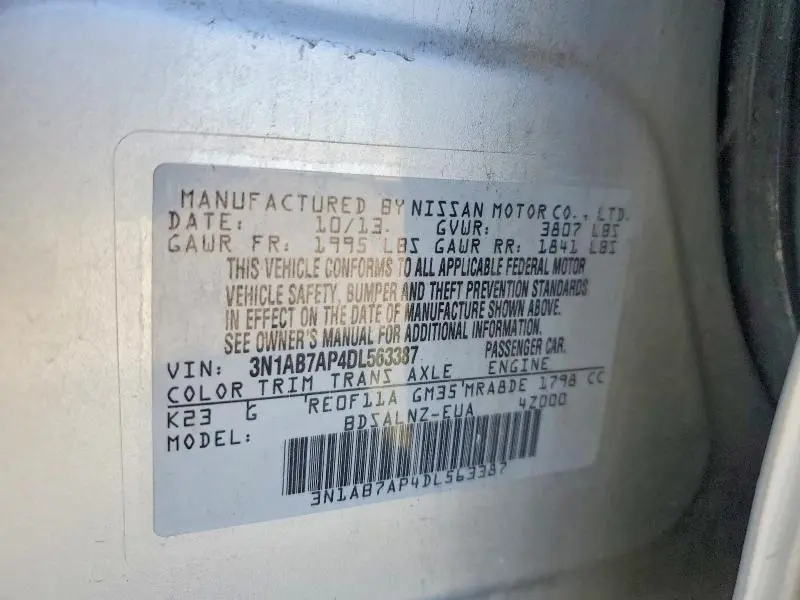 MANUFACTURED BY NISSAN MOTOR CO., LTD.
DATE: 10/13. GVWR: 3807 LBS
GAWR FR: 1995 LBS GAWR RR: 1841 LBS
THIS VEHICLE CONFORMS TO ALL APPLICABLE FEDERAL MOTOR
VEHICLE SAFETY, BUMPER AND THEFT PREVENTION STANDARDS
IN EFFECT ON THE DATE OF MANUFACTURE SHOWN ABOVE.
SEE OWNER'S MANUAL FOR ADDITIONAL INFORMATION.
VIN: 3N1AB7AP4DL563387 PASSENGER CAR.
COLOR TRIM TRANS AXLE ENGINE
K23 G RE0F11A GM35 MRA8DE 1798 CC
MODEL: BDSALNZ-EUA 4Z000
3N1AB7AP4DL563387